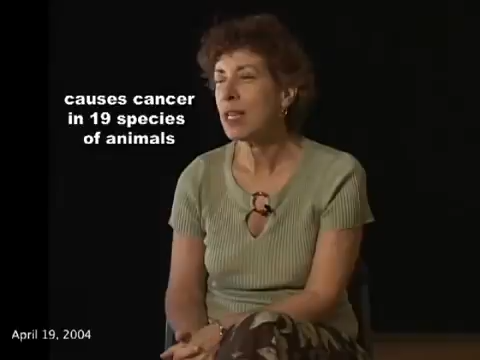 causes cancer
in 19 species
of animals
April 19, 2004